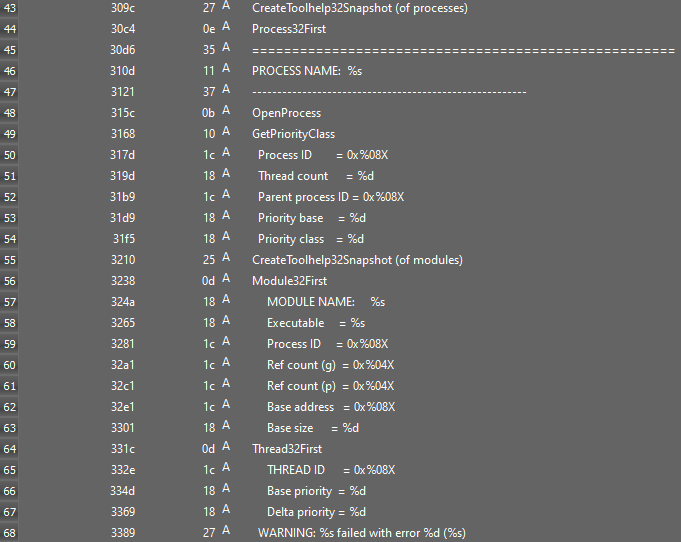 43 309c 27 A CreateToolhelp32Snapshot (of processes)
44 30c4 0e A Process32First
45 30d6 35 A =====================================================
46 310d 11 A PROCESS NAME:  %s
47 3121 37 A -------------------------------------------------------
48 315c 0b A OpenProcess
49 3168 10 A GetPriorityClass
50 317d 1c A Process ID        = 0x%08X
51 319d 18 A Thread count      = %d
52 31b9 1c A Parent process ID = 0x%08X
53 31d9 18 A Priority base     = %d
54 31f5 18 A Priority class    = %d
55 3210 25 A CreateToolhelp32Snapshot (of modules)
56 3238 0d A Module32First
57 324a 18 A MODULE NAME:     %s
58 3265 18 A Executable     = %s
59 3281 1c A Process ID     = 0x%08X
60 32a1 1c A Ref count (g)  = 0x%04X
61 32c1 1c A Ref count (p)  = 0x%04X
62 32e1 1c A Base address   = 0x%08X
63 3301 18 A Base size      = %d
64 331c 0d A Thread32First
65 332e 1c A THREAD ID      = 0x%08X
66 334d 18 A Base priority  = %d
67 3369 18 A Delta priority = %d
68 3389 27 A WARNING: %s failed with error %d (%s)